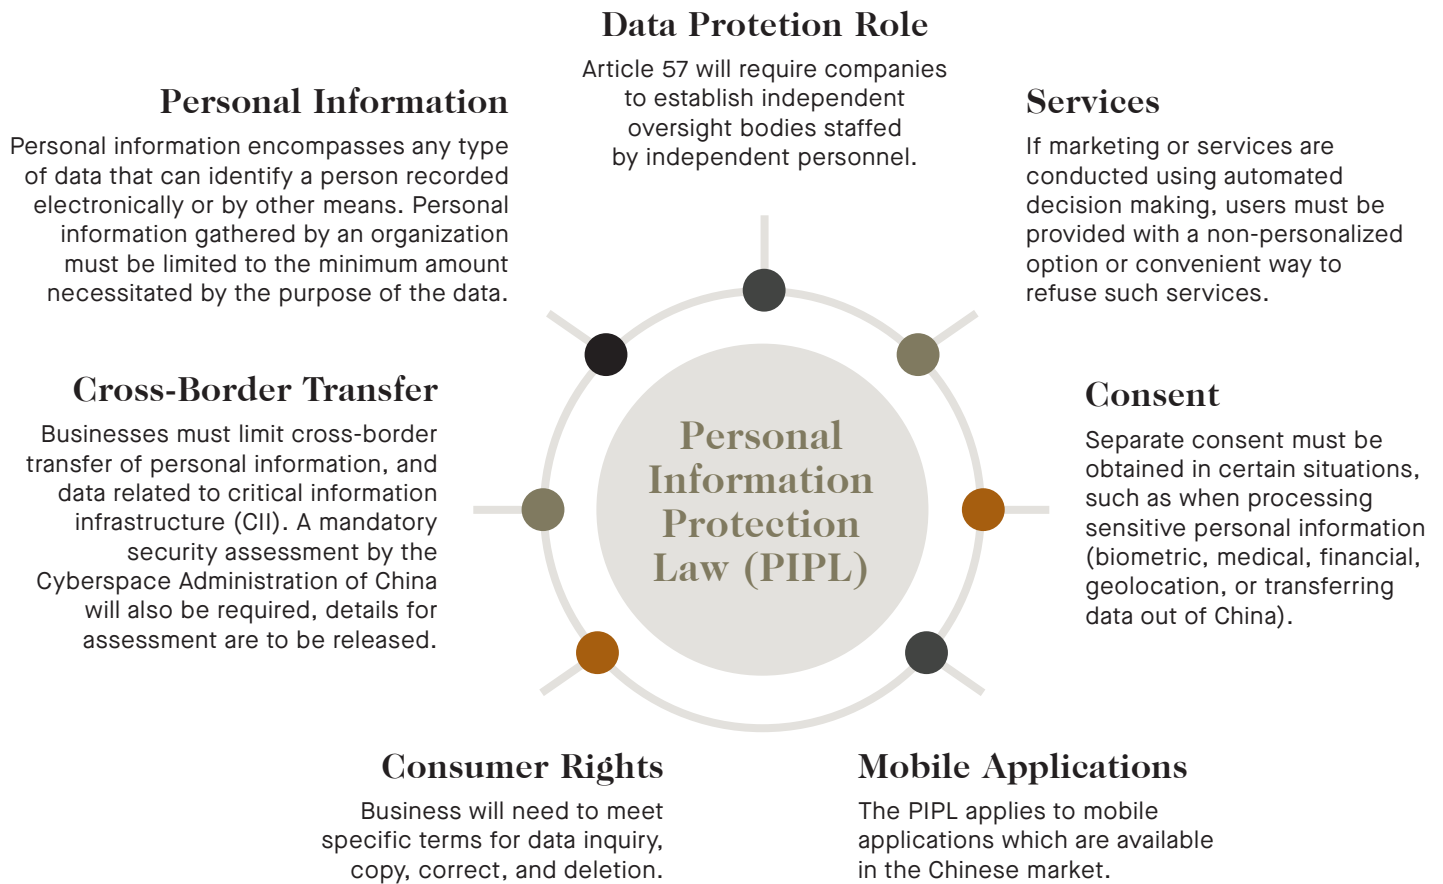 Data Protetion Role
Article 57 will require companies
to establish independent
oversight bodies staffed
by independent personnel.
Personal Information
Personal information encompasses any type
of data that can identify a person recorded
electronically or by other means. Personal
information gathered by an organization
must be limited to the minimum amount
necessitated by the purpose of the data.
Services
If marketing or services are
conducted using automated
decision making, users must be
provided with a non-personalized
option or convenient way to
refuse such services.
Cross-Border Transfer
Businesses must limit cross-border
transfer of personal information, and
data related to critical information
infrastructure (CII). A mandatory
security assessment by the
Cyberspace Administration of China
will also be required, details for
assessment are to be released.
Personal
Information
Protection
Law (PIPL)
Consent
Separate consent must be
obtained in certain situations,
such as when processing
sensitive personal information
(biometric, medical, financial,
geolocation, or transferring
data out of China).
Consumer Rights
Business will need to meet
specific terms for data inquiry,
copy, correct, and deletion.
Mobile Applications
The PIPL applies to mobile
applications which are available
in the Chinese market.